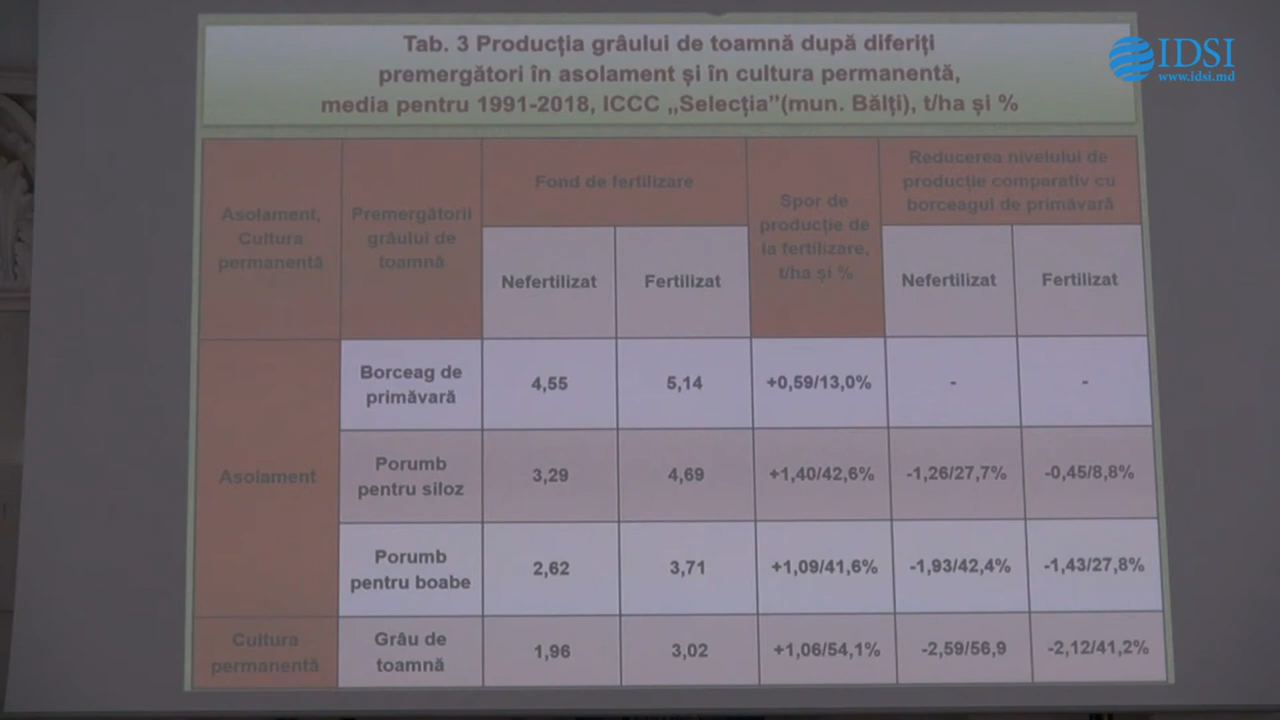 Tab. 3 Producția grâului de toamnă după diferiți
premergători în asolament și în cultura permanentă,
media pentru 1991-2018, ICCC „Selecția”(mun. Bălți), t/ha și %
IDSI
www.idsi.md
Asolament,
Cultura
permanentă
Premergătorii
grâului de
toamnă
Fond de fertilizare
Spor de
producție de
la fertilizare,
t/ha și %
Reducerea nivelului de
producție comparativ cu
borceagul de primăvară
Nefertilizat
Fertilizat
Nefertilizat
Fertilizat
Asolament
Borceag de
primăvară
4,55
5,14
+0,59/13,0%
-
-
Porumb
pentru siloz
3,29
4,69
+1,40/42,6%
-1,26/27,7%
-0,45/8,8%
Porumb
pentru boabe
2,62
3,71
+1,09/41,6%
-1,93/42,4%
-1,43/27,8%
Cultura
permanentă
Grâu de
toamnă
1,96
3,02
+1,06/54,1%
-2,59/56,9
-2,12/41,2%